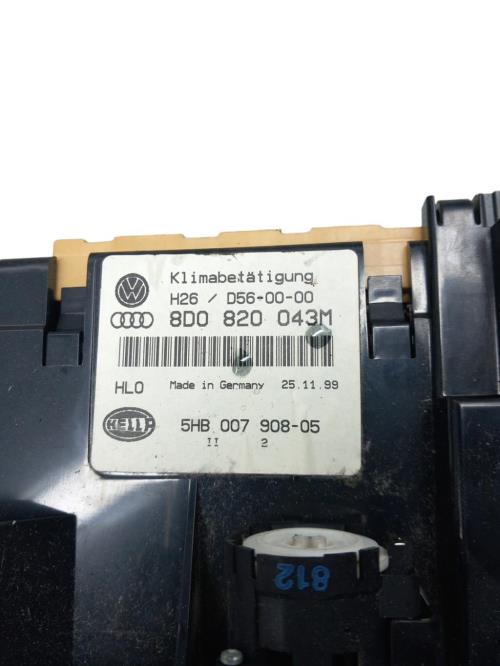 Klimabetätigung
H26 / D56-00-00
8D0 820 043M
HLO Made in Germany 25.11.99
HELLA 5HB 007 908-05
II 2
812